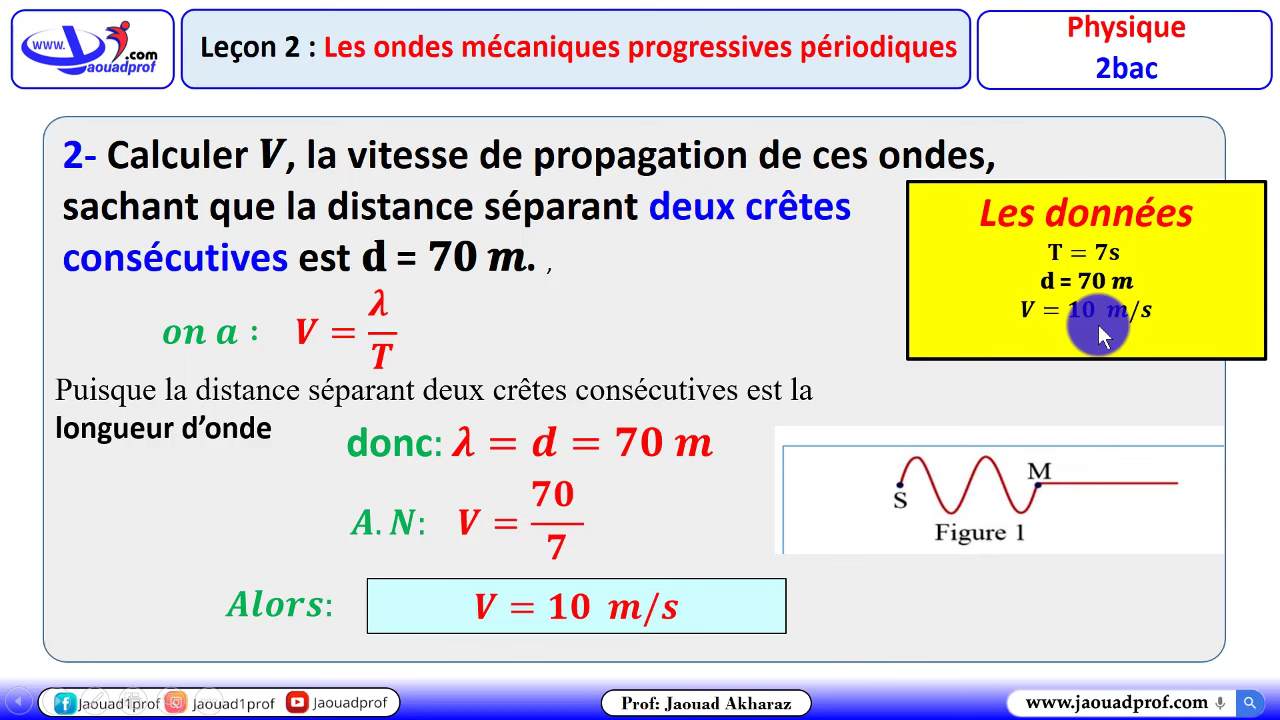 www.
.com
aouadprof
Leçon 2 : Les ondes mécaniques progressives périodiques
Physique
2bac
2- Calculer V, la vitesse de propagation de ces ondes,
sachant que la distance séparant deux crêtes
consécutives est d = 70 m. ,
Les données
T = 7s
d = 70 m
V = 10 m/s
on a : V = λ/T
Puisque la distance séparant deux crêtes consécutives est la
longueur d’onde
donc: λ = d = 70 m
A.N: V = 70/7
Alors: V = 10 m/s
S
M
Figure 1
Jaouad1prof
Jaouad1prof
Jaouadprof
Prof: Jaouad Akharaz
www.jaouadprof.com